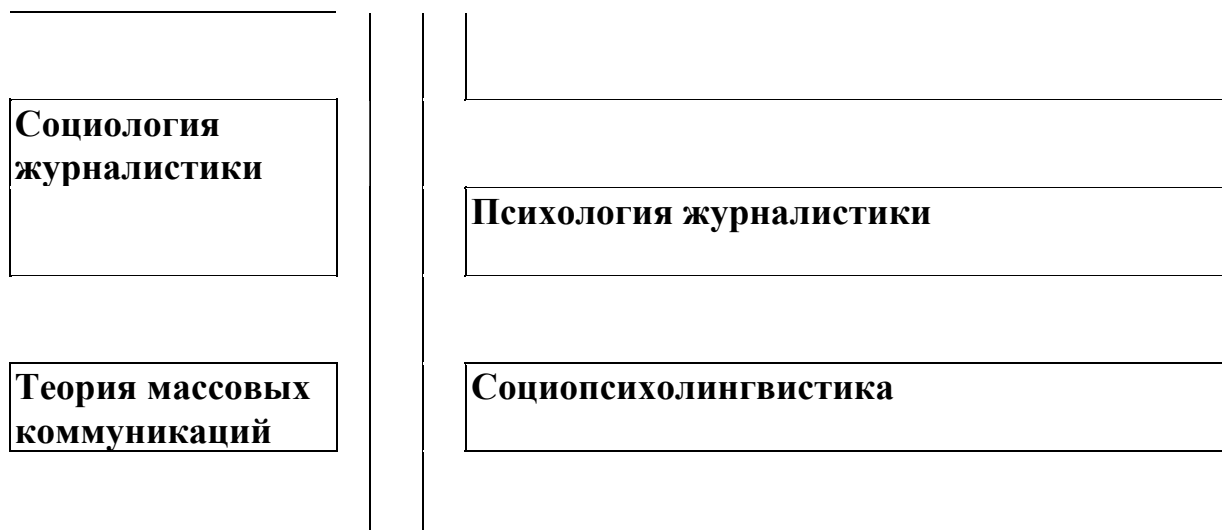 Социология
журналистики
Психология журналистики
Теория массовых
коммуникаций
Социопсихолингвистика